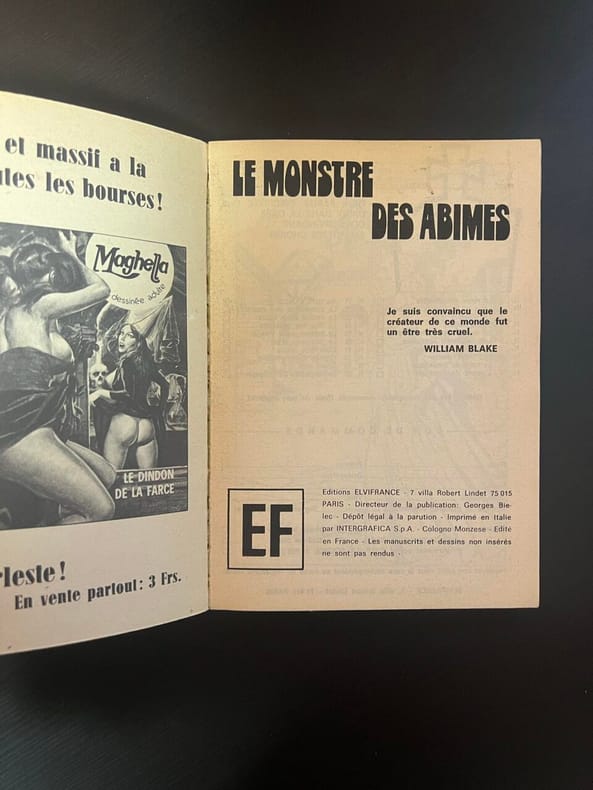 et massif a la
les bourses!
Maghella
dessinée adulte
LE DINDON
DE LA FARCE
En vente partout: 3 Frs.
LE MONSTRE
DES ABIMES
Je suis convaincu que le
créateur de ce monde fut
un être très cruel.
WILLIAM BLAKE
EF
Editions ELVIFRANCE - 7 villa Robert Lindet 75 015
PARIS - Directeur de la publication: Georges Bie-
lec - Dépôt légal à la parution - Imprimé en Italie
par INTERGRAFICA S.p.A. - Cologno Monzese - Edité
en France - Les manuscrits et dessins non insérés
ne sont pas rendus -